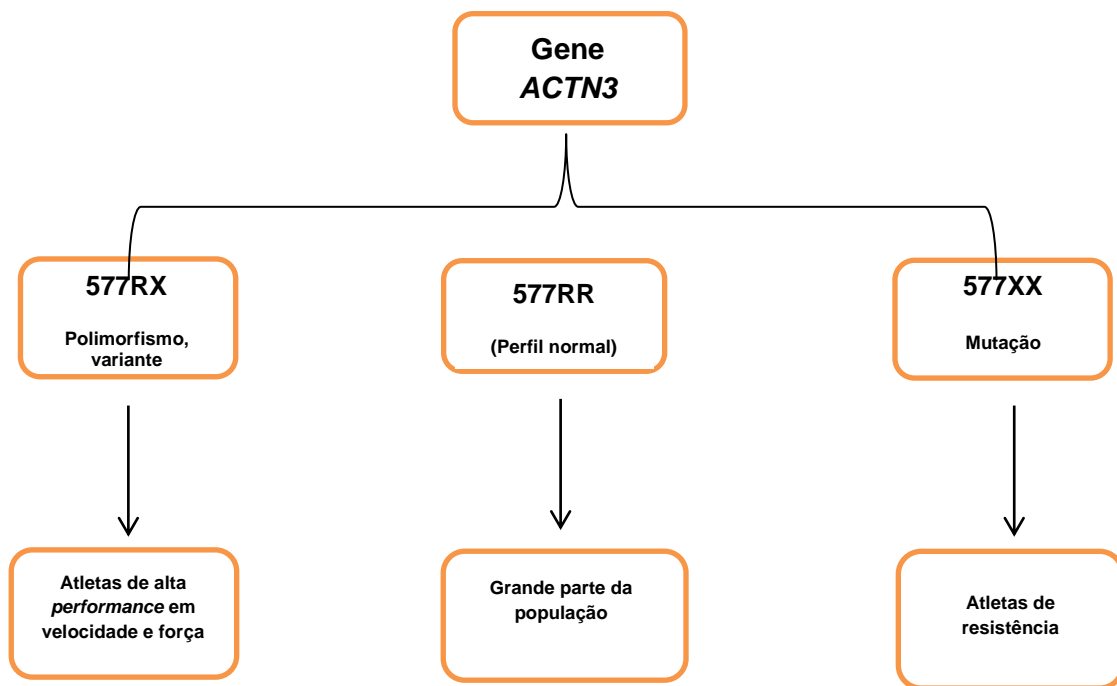 Gene
ACTN3
577RX
Polimorfismo,
variante
577RR
(Perfil normal)
577XX
Mutação
Atletas de alta
performance em
velocidade e força
Grande parte da
população
Atletas de
resistência